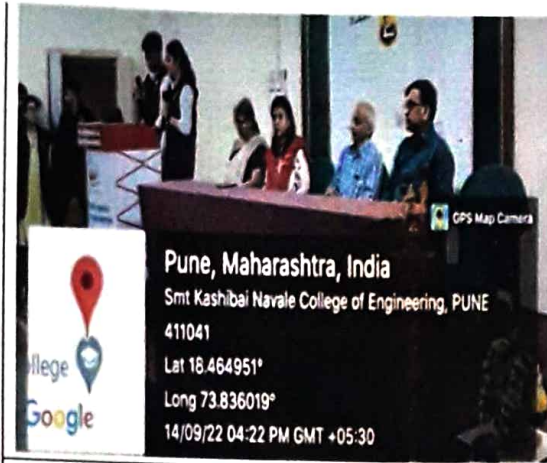 GPS Map Camera
Pune, Maharashtra, India
Smt Kashibai Navale College of Engineering, PUNE
411041
Lat 18.464951°
Long 73.836019°
14/09/22 04:22 PM GMT +05:30
llege
Google